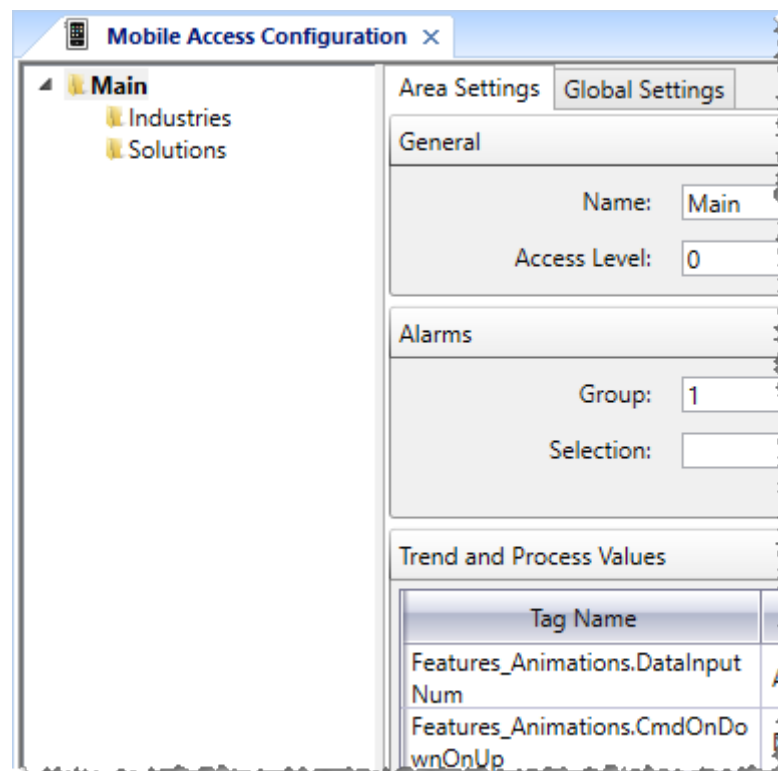 Mobile Access Configuration ×
Main
Industries
Solutions
Area Settings Global Settings
General
Name: Main
Access Level: 0
Alarms
Group: 1
Selection:
Trend and Process Values
Tag Name
Features_Animations.DataInput
Num
Features_Animations.CmdOnDo
wnOnUp